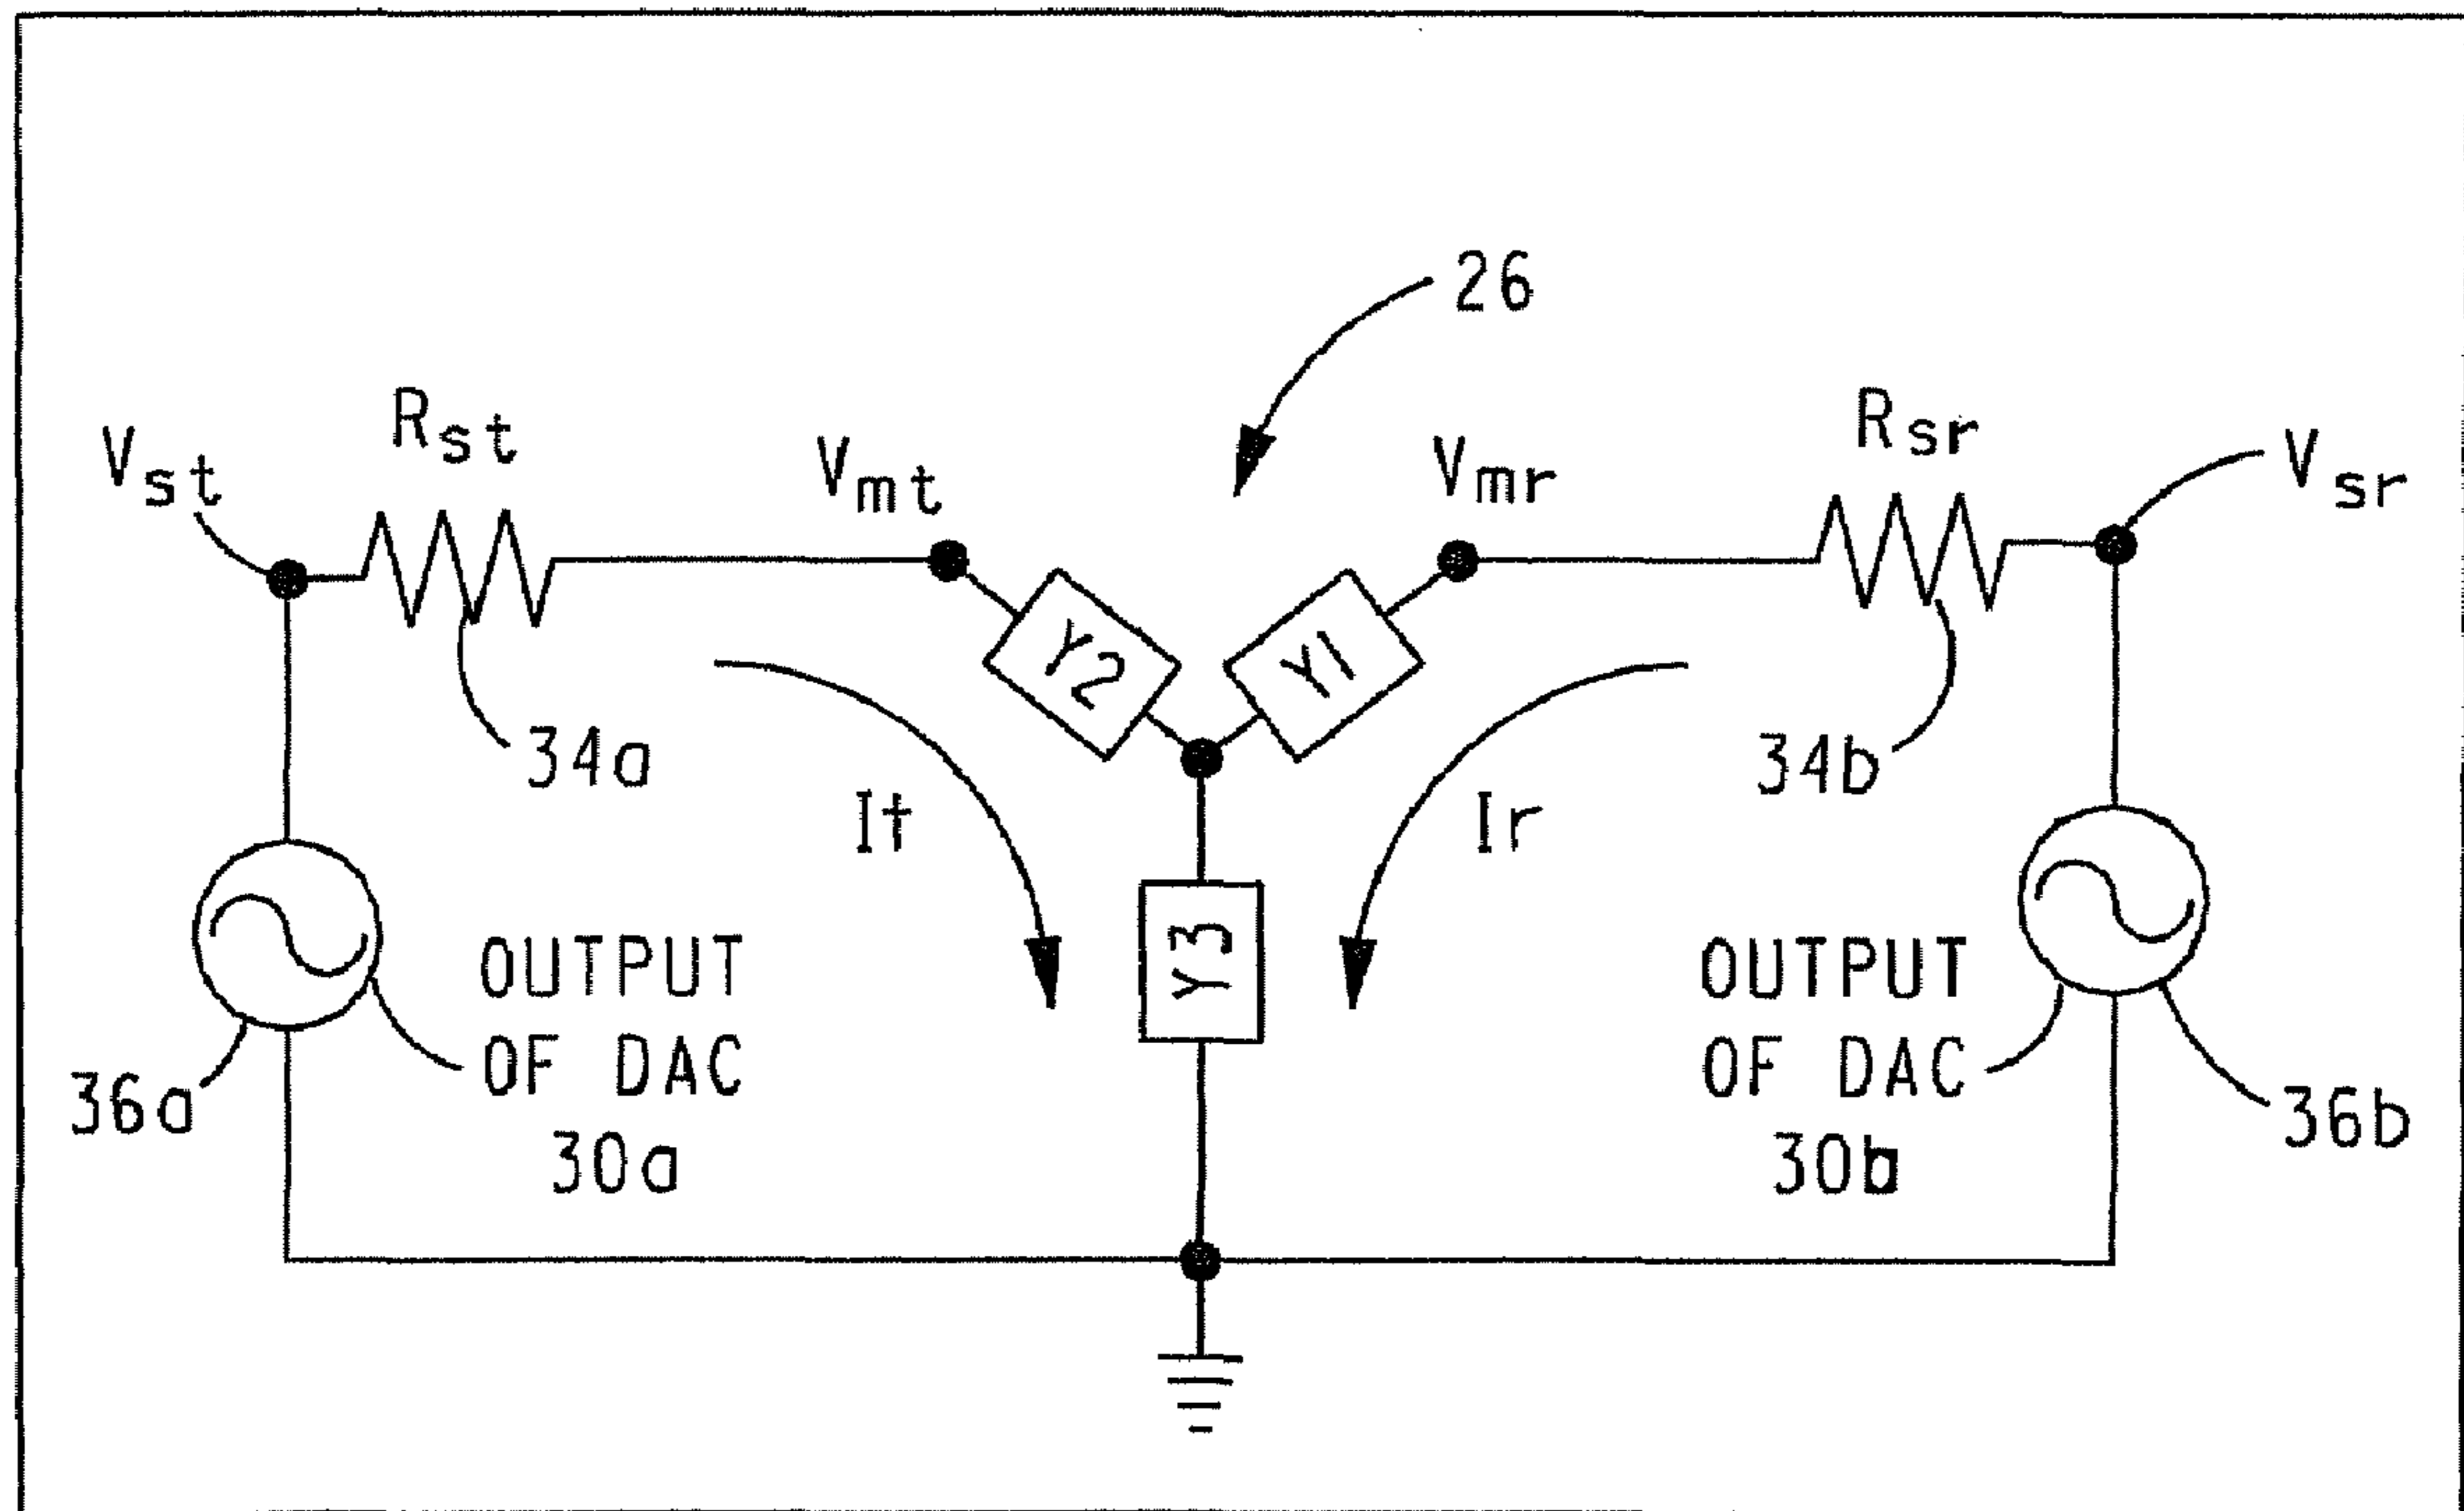 26
Rst
Rsr
Vst
Vmt
Vmr
Vsr
Y2
Y1
34a
34b
It
Ir
Y3
OUTPUT
OF DAC
30a
OUTPUT
OF DAC
30b
36a
36b